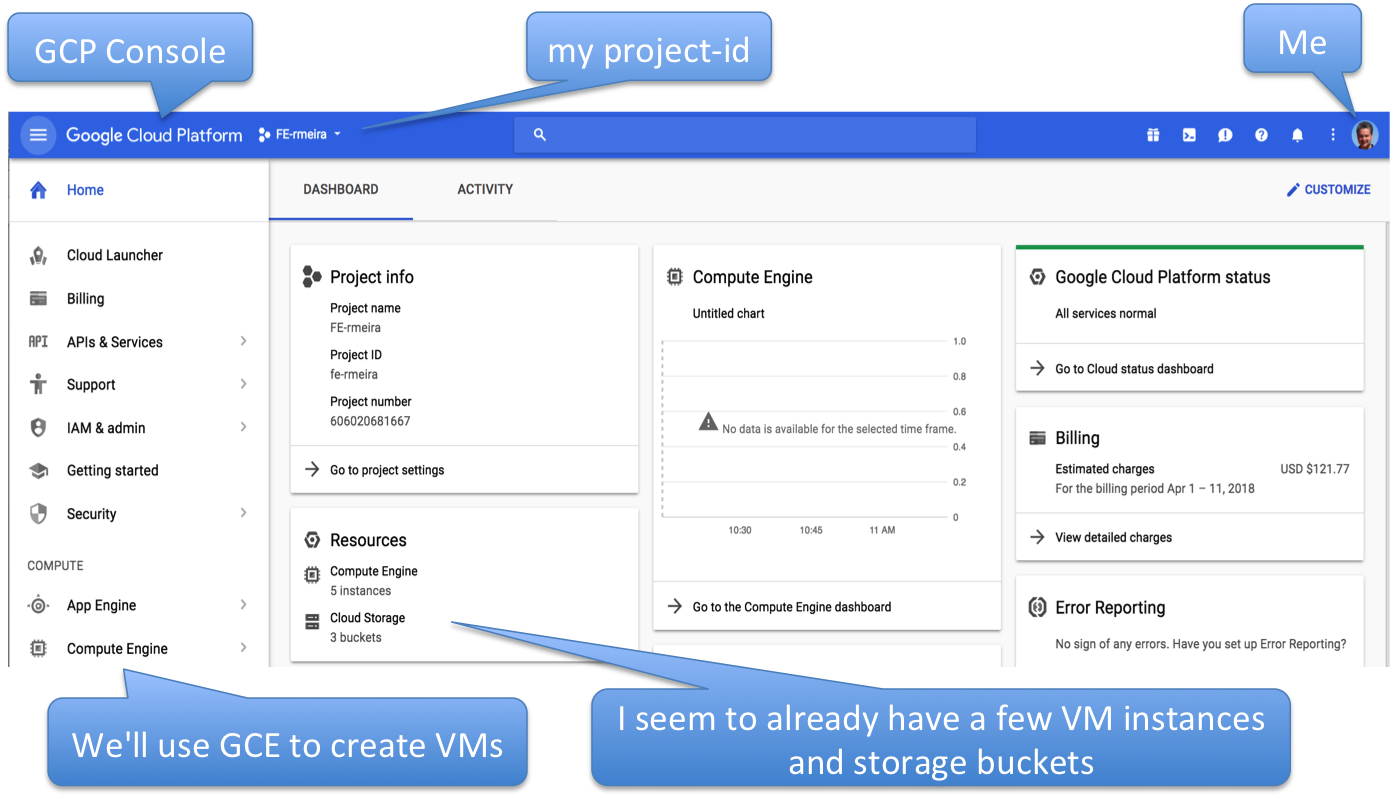 GCP Console
my project-id
Me
Google Cloud Platform
FE-rmeira
Home
DASHBOARD
ACTIVITY
CUSTOMIZE
Cloud Launcher
Billing
API
APIs & Services
Support
IAM & admin
Getting started
Security
COMPUTE
App Engine
Compute Engine
Project info
Project name
FE-rmeira
Project ID
fe-rmeira
Project number
606020681667
Go to project settings
Resources
Compute Engine
5 instances
Cloud Storage
3 buckets
Compute Engine
Untitled chart
1.0
0.8
0.6
No data is available for the selected time frame.
0.4
0.2
0
10:30
10:45
11 AM
Go to the Compute Engine dashboard
Google Cloud Platform status
All services normal
Go to Cloud status dashboard
Billing
Estimated charges
USD $121.77
For the billing period Apr 1 – 11, 2018
View detailed charges
Error Reporting
No sign of any errors. Have you set up Error Reporting?
We'll use GCE to create VMs
I seem to already have a few VM instances
and storage buckets